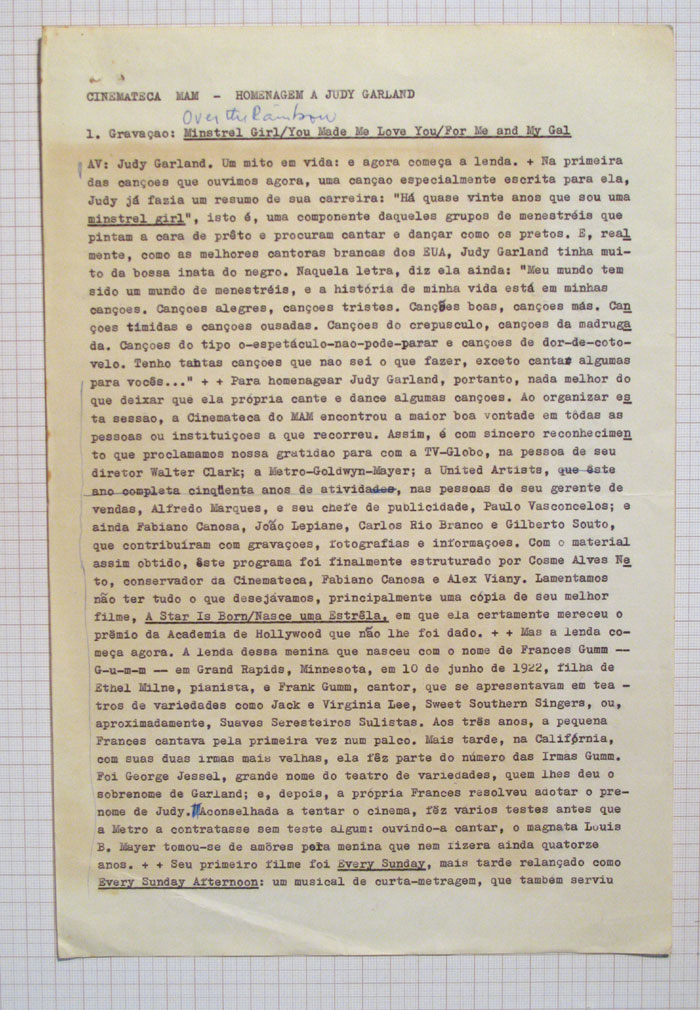 CINEMATECA MAM - HOMENAGEM A JUDY GARLAND
Over the Rainbow
1. Gravaçao: Minstrel Girl/You Made Me Love You/For Me and My Gal
AV: Judy Garland. Um mito em vida: e agora começa a lenda. + Na primeira
das cançoes que ouvimos agora, uma cançao especialmente escrita para ela,
Judy já fazia um resumo de sua carreira: "Há quase vinte anos que sou uma
minstrel girl", isto é, uma componente daqueles grupos de menestréis que
pintam a cara de prêto e procuram cantar e dançar como os pretos. E, real
mente, como as melhores cantoras brancas dos EUA, Judy Garland tinha mui-
to da bossa inata do negro. Naquela letra, diz ela ainda: "Meu mundo tem
sido um mundo de menestréis, e a história de minha vida está em minhas
cançoes. Cançoes alegres, cançoes tristes. Canções boas, cançoes más. Can
çoes tímidas e cançoes ousadas. Cançoes do crepusculo, cançoes da madruga
da. Cançoes do tipo o-espetáculo-nao-pode-parar e cançoes de dor-de-coto-
velo. Tenho tantas cançoes que nao sei o que fazer, exceto cantar algumas
para vocês..." + + Para homenagear Judy Garland, portanto, nada melhor do
que deixar que ela própria cante e dance algumas cançoes. Ao organizar es
ta sessao, a Cinemateca do MAM encontrou a maior boa vontade em tôdas as
pessoas ou instituiçoes a que recorreu. Assim, é com sincero reconhecimen
to que proclamamos nossa gratidao para com a TV-Globo, na pessoa de seu
diretor Walter Clark; a Metro-Goldwyn-Mayer; a United Artists, que êste
ano completa cinqüenta anos de atividades, nas pessoas de seu gerente de
vendas, Alfredo Marques, e seu chefe de publicidade, Paulo Vasconcelos; e
ainda Fabiano Canosa, João Lepiane, Carlos Rio Branco e Gilberto Souto,
que contribuíram com gravaçoes, fotografias e informaçoes. Com o material
assim obtido, êste programa foi finalmente estruturado por Cosme Alves Ne
to, conservador da Cinemateca, Fabiano Canosa e Alex Viany. Lamentamos
não ter tudo o que desejávamos, principalmente uma cópia de seu melhor
filme, A Star Is Born/Nasce uma Estrêla, em que ela certamente mereceu o
prêmio da Academia de Hollywood que não lhe foi dado. + + Mas a lenda co-
meça agora. A lenda dessa menina que nasceu com o nome de Frances Gumm --
G-u-m-m -- em Grand Rapids, Minnesota, em 10 de junho de 1922, filha de
Ethel Milne, pianista, e Frank Gumm, cantor, que se apresentavam em tea -
tros de variedades como Jack e Virginia Lee, Sweet Southern Singers, ou,
aproximadamente, Suaves Seresteiros Sulistas. Aos três anos, a pequena
Frances cantava pela primeira vez num palco. Mais tarde, na Califórnia,
com suas duas irmas mais velhas, ela fêz parte do número das Irmas Gumm.
Foi George Jessel, grande nome do teatro de variedades, quem lhes deu o
sobrenome de Garland; e, depois, a própria Frances resolveu adotar o pre-
nome de Judy. Aconselhada a tentar o cinema, fêz vários testes antes que
a Metro a contratasse sem teste algum: ouvindo-a cantar, o magnata Louis
B. Mayer tomou-se de amôres pela menina que nem fizera ainda quatorze
anos. + + Seu primeiro filme foi Every Sunday, mais tarde relançado como
Every Sunday Afternoon: um musical de curta-metragem, que também serviu